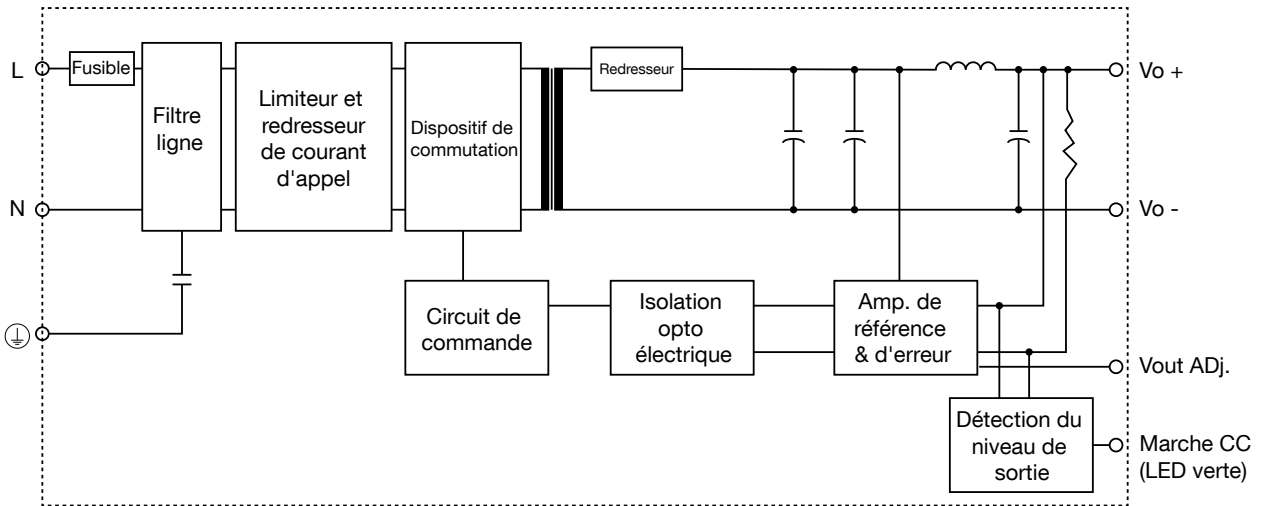 L
Fusible
Filtre
ligne
Limiteur et
redresseur
de courant
d'appel
Dispositif de
commutation
Redresseur
Vo +
N
Vo -
Circuit de
commande
Isolation
opto
électrique
Amp. de
référence
& d'erreur
Vout ADj.
Détection du
niveau de
sortie
Marche CC
(LED verte)